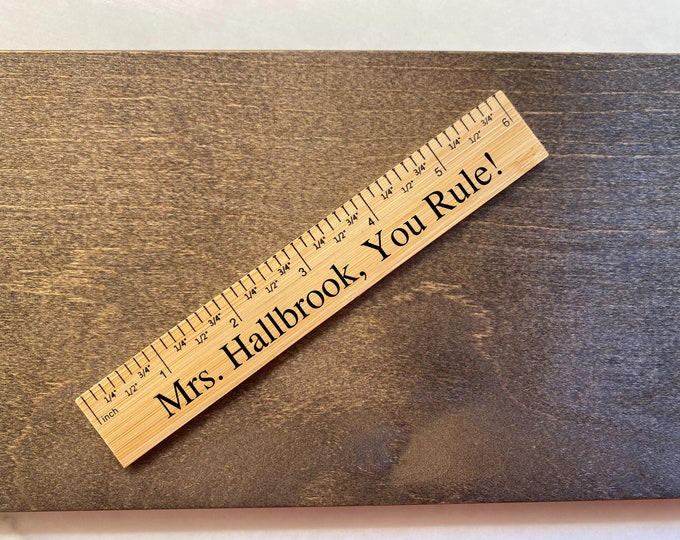 1/4" 1/2" 3/4" 1/4" 1/2" 3/4" 1/4" 1/2" 3/4" 1/4" 1/2" 3/4" 1/4" 1/2" 3/4" 1/4" 1/2" 3/4"
inch 1 2 3 4 5 6
Mrs. Hallbrook, You Rule!